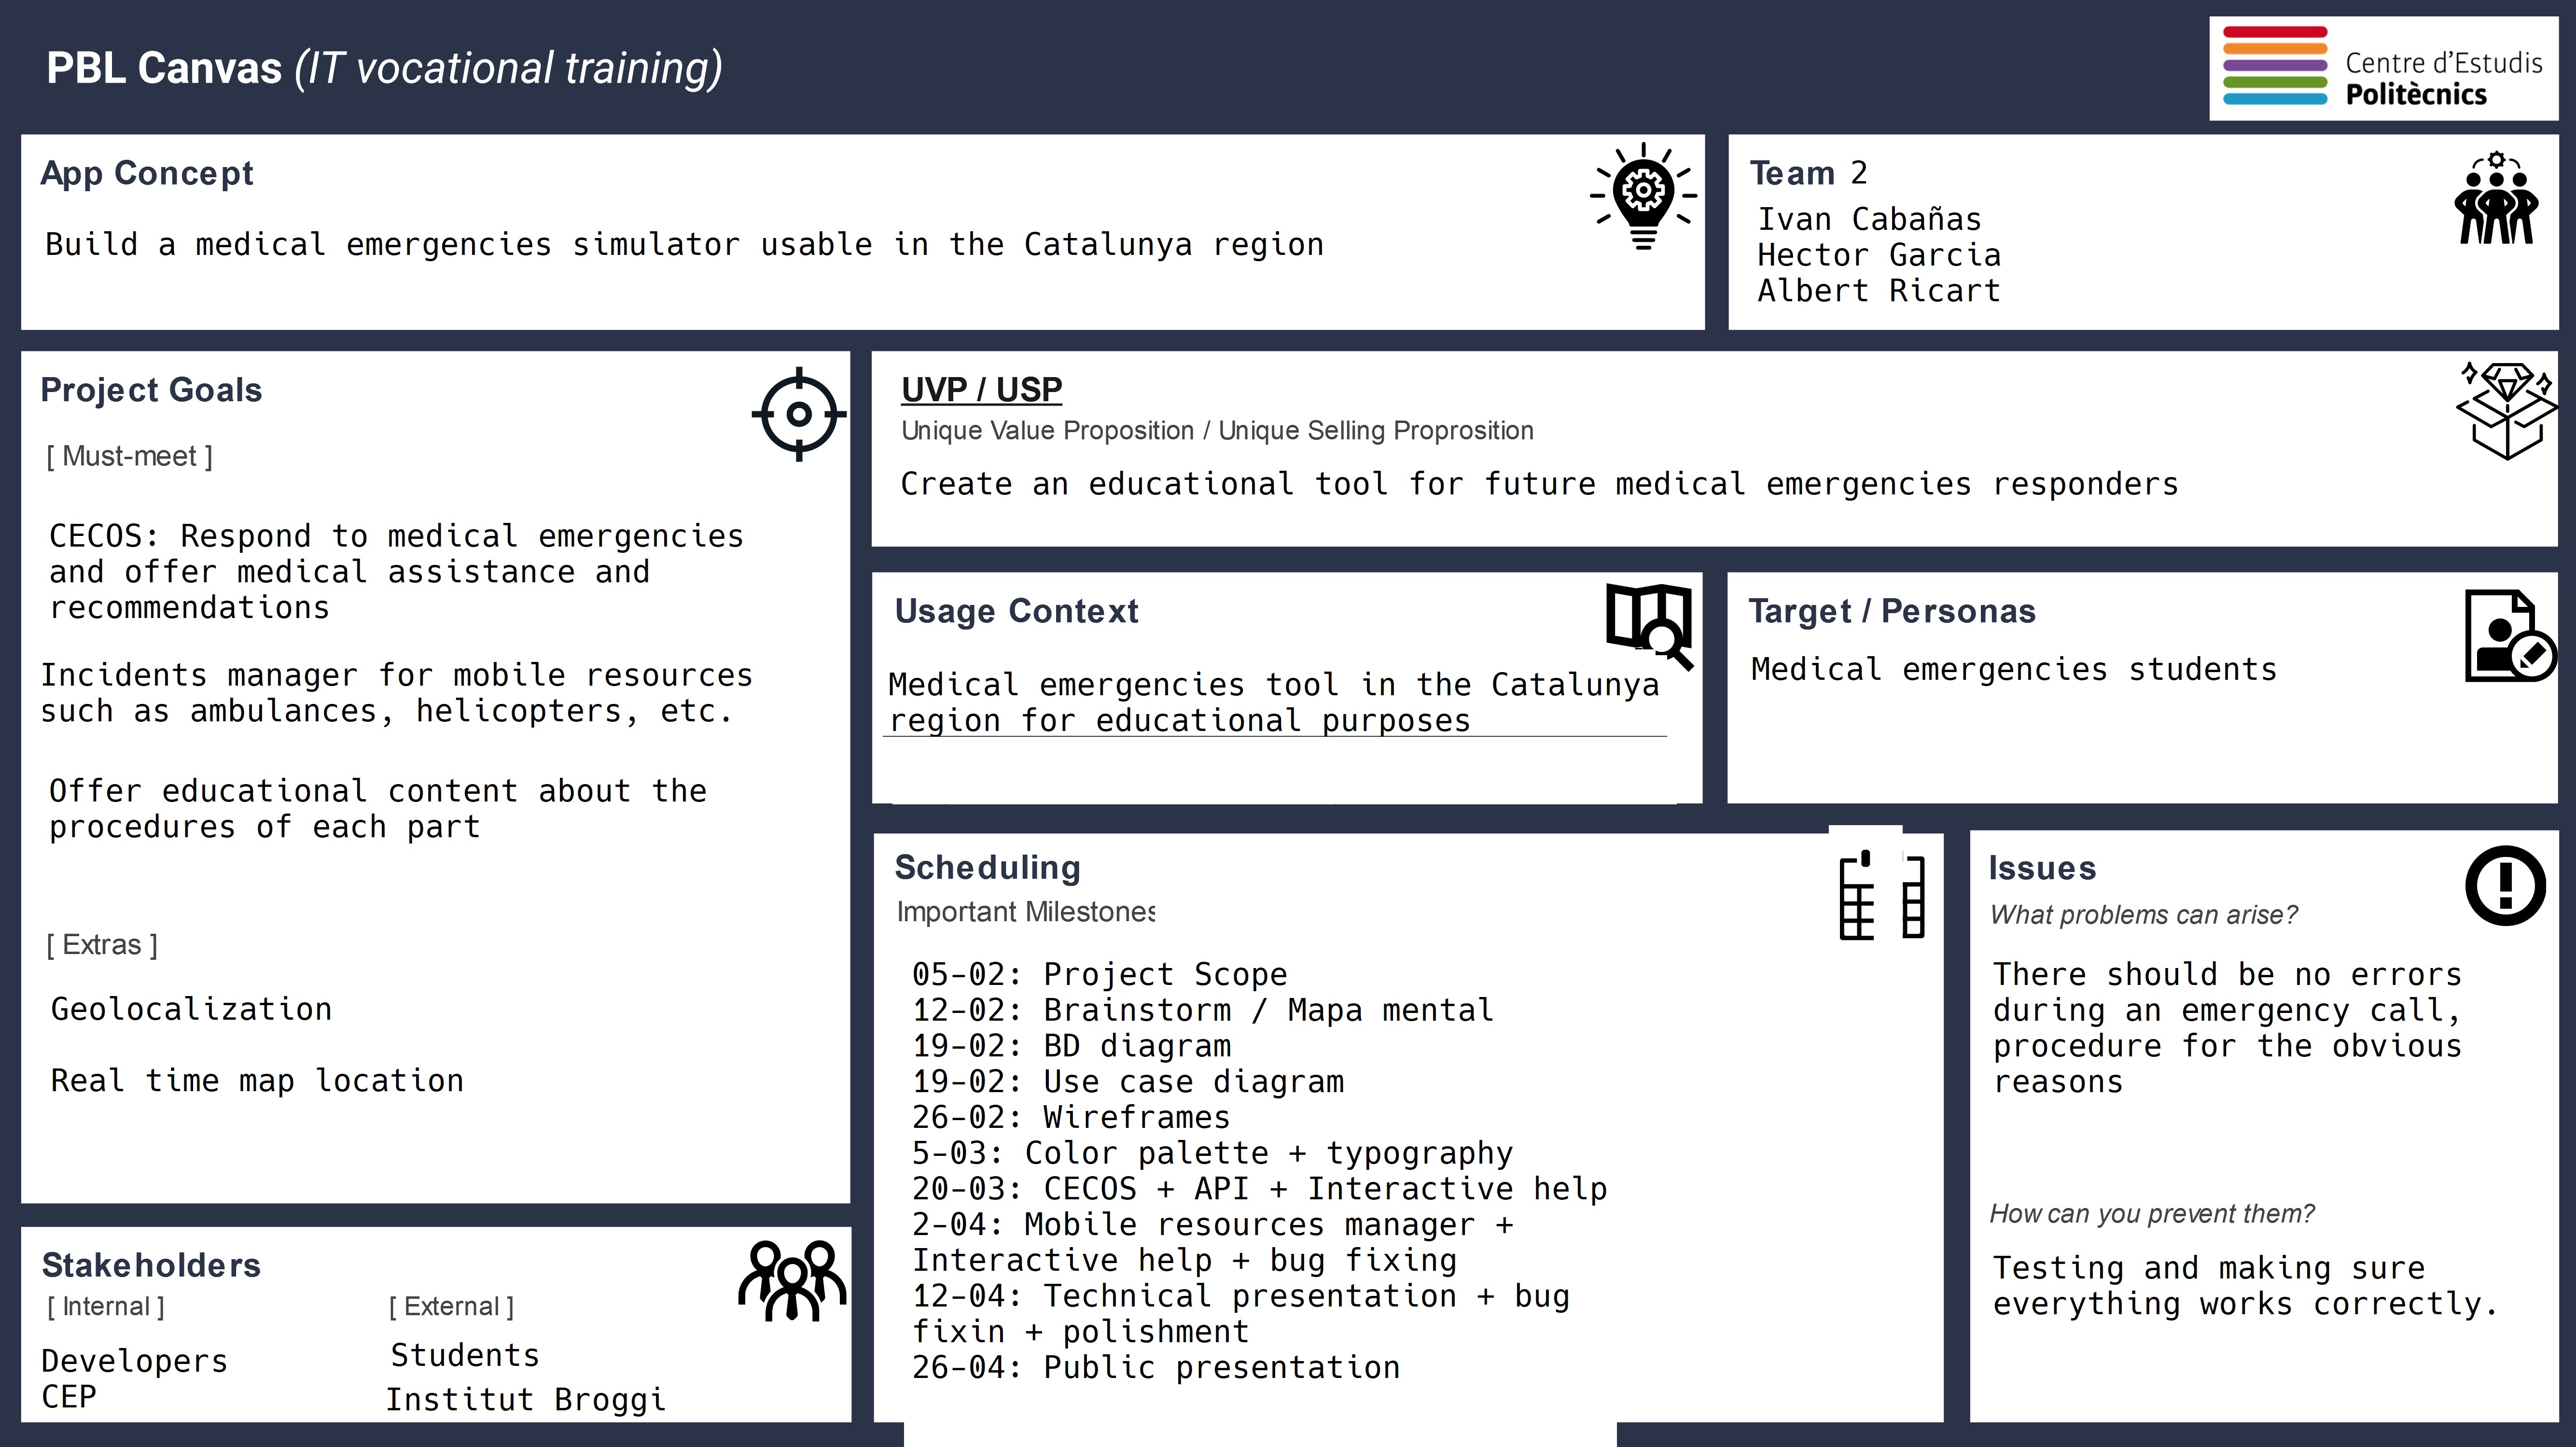 PBL Canvas (IT vocational training)
Centre d'Estudis
Politècnics
App Concept
Build a medical emergencies simulator usable in the Catalunya region
Team 2
Ivan Cabañas
Hector Garcia
Albert Ricart
Project Goals
[ Must-meet ]
CECOS: Respond to medical emergencies
and offer medical assistance and
recommendations
Incidents manager for mobile resources
such as ambulances, helicopters, etc.
Offer educational content about the
procedures of each part
[ Extras ]
Geolocalization
Real time map location
UVP / USP
Unique Value Proposition / Unique Selling Proprosition
Create an educational tool for future medical emergencies responders
Usage Context
Medical emergencies tool in the Catalunya
region for educational purposes
Target / Personas
Medical emergencies students
Scheduling
Important Milestones
05-02: Project Scope
12-02: Brainstorm / Mapa mental
19-02: BD diagram
19-02: Use case diagram
26-02: Wireframes
5-03: Color palette + typography
20-03: CECOS + API + Interactive help
2-04: Mobile resources manager +
Interactive help + bug fixing
12-04: Technical presentation + bug
fixin + polishment
26-04: Public presentation
Issues
What problems can arise?
There should be no errors
during an emergency call,
procedure for the obvious
reasons
How can you prevent them?
Testing and making sure
everything works correctly.
Stakeholders
[ Internal ]
Developers
CEP
[ External ]
Students
Institut Broggi